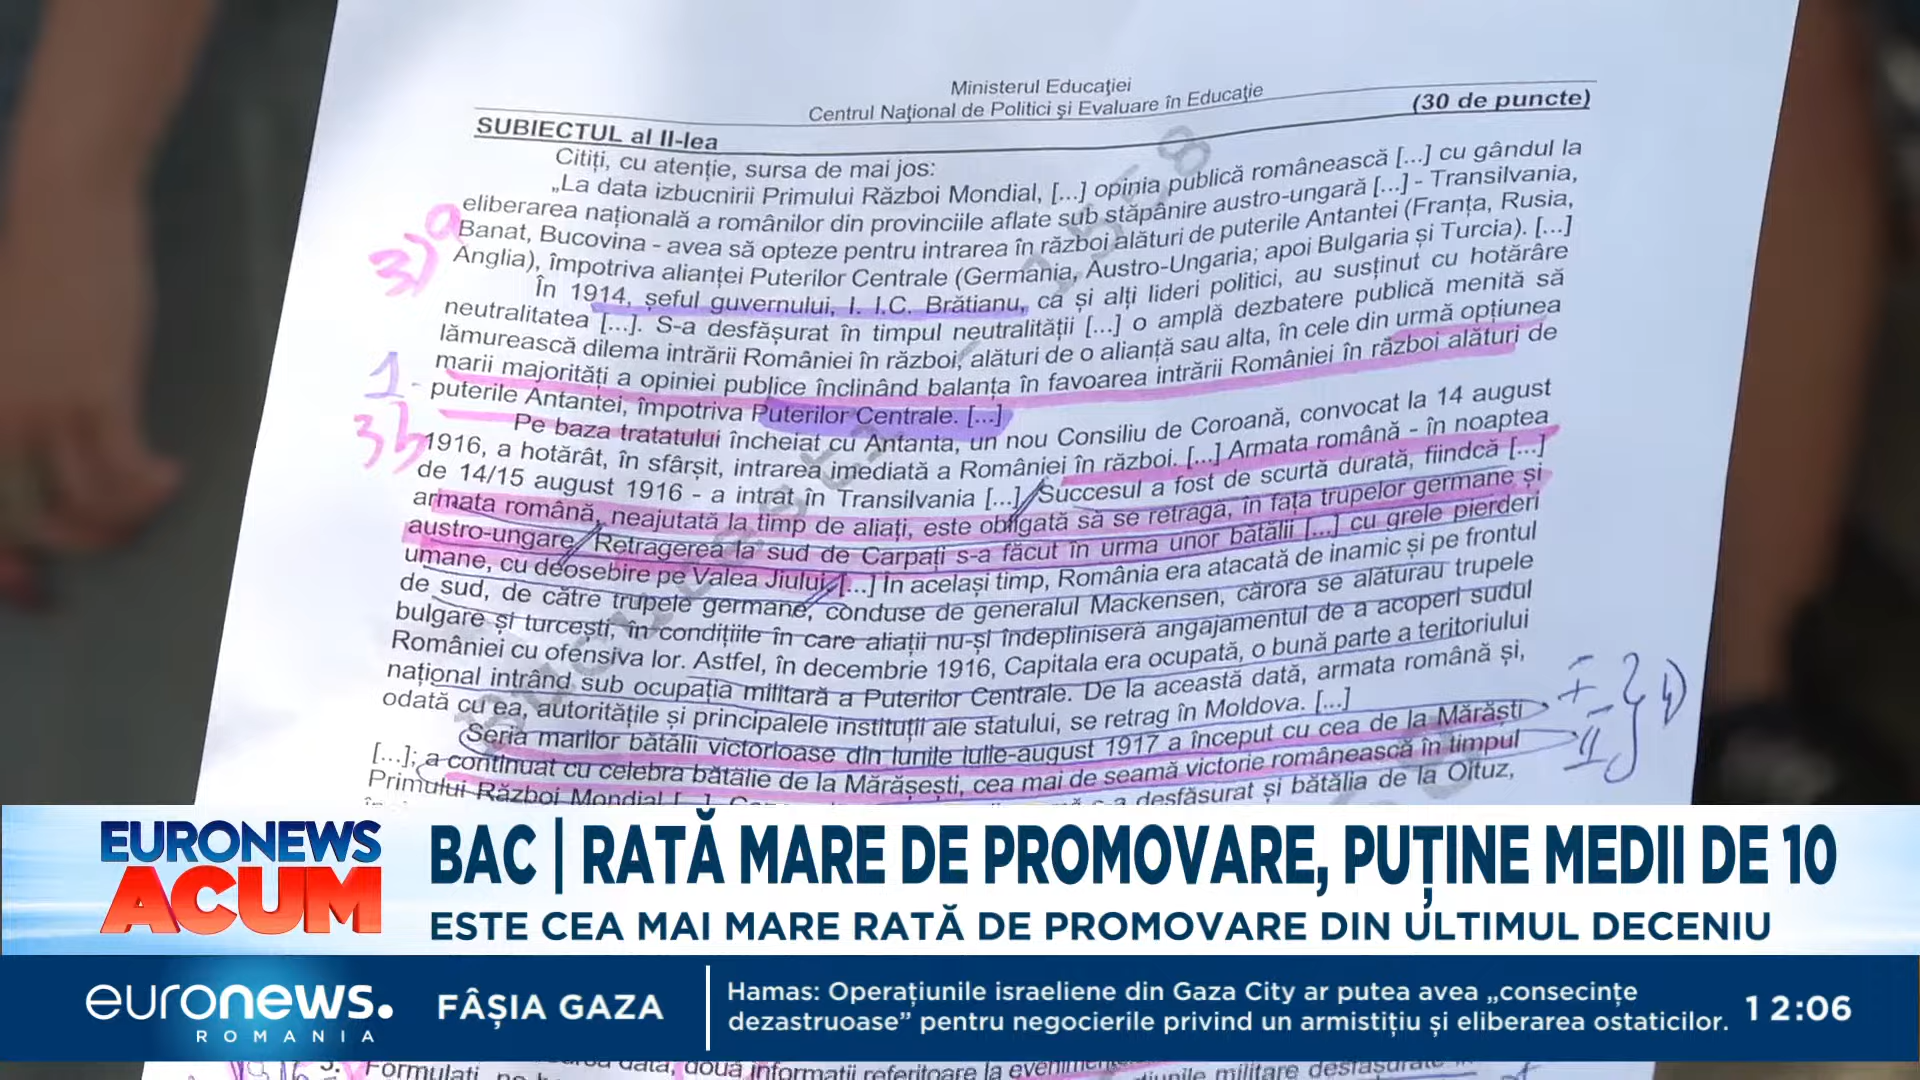 Ministerul Educaţiei
Centrul Naţional de Politici şi Evaluare în Educaţie
SUBIECTUL al II-lea
(30 de puncte)
Citiți, cu atenție, sursa de mai jos:
„La data izbucnirii Primului Război Mondial, [...] opinia publică românească [...] cu gândul la
eliberarea națională a românilor din provinciile aflate sub stăpânire austro-ungară [...] - Transilvania,
Banat, Bucovina - avea să opteze pentru intrarea în război alături de puterile Antantei (Franța, Rusia,
Anglia), împotriva alianței Puterilor Centrale (Germania, Austro-Ungaria; apoi Bulgaria și Turcia). [...]
În 1914, șeful guvernului, I. I.C. Brătianu, ca și alți lideri politici, au susținut cu hotărâre
neutralitatea [...]. S-a desfășurat în timpul neutralității [...] o amplă dezbatere publică menită să
lămurească dilema intrării României în război, alături de o alianță sau alta, în cele din urmă opțiunea
marii majorități a opiniei publice înclinând balanța în favoarea intrării României în război alături de
puterile Antantei, împotriva Puterilor Centrale. [...]
Pe baza tratatului încheiat cu Antanta, un nou Consiliu de Coroană, convocat la 14 august
1916, a hotărât, în sfârșit, intrarea imediată a României în război. [...] Armata română - în noaptea
de 14/15 august 1916 - a intrat în Transilvania [...] Succesul a fost de scurtă durată, fiindcă [...]
armata română, neajutată la timp de aliați, este obligată să se retragă, în fața trupelor germane și
austro-ungare. Retragerea la sud de Carpați s-a făcut în urma unor bătălii [...] cu grele pierderi
umane, cu deosebire pe Valea Jiului. [...] În același timp, România era atacată de inamic și pe frontul
de sud, de către trupele germane, conduse de generalul Mackensen, cărora se alăturau trupele
bulgare și turcești, în condițiile în care aliații nu-și îndepliniseră angajamentul de a acoperi sudul
României cu ofensiva lor. Astfel, în decembrie 1916, Capitala era ocupată, o bună parte a teritoriului
național intrând sub ocupația militară a Puterilor Centrale. De la această dată, armata română și,
odată cu ea, autoritățile și principalele instituții ale statului, se retrag în Moldova. [...]
Seria marilor bătălii victorioase din lunile iulie-august 1917 a început cu cea de la Mărăști
[...]; a continuat cu celebra bătălie de la Mărășești, cea mai de seamă victorie românească în timpul
Primului Război Mondial [...]. s-a desfășurat și bătălia de la Oituz,
3) a
1 -
3b
I
II
EURONEWS
ACUM
BAC | RATĂ MARE DE PROMOVARE, PUȚINE MEDII DE 10
ESTE CEA MAI MARE RATĂ DE PROMOVARE DIN ULTIMUL DECENIU
euronews.
ROMANIA
FÂȘIA GAZA
Hamas: Operațiunile israeliene din Gaza City ar putea avea „consecințe
dezastruoase” pentru negocierile privind un armistițiu și eliberarea ostaticilor.
12:06
data, două informații referitoare la